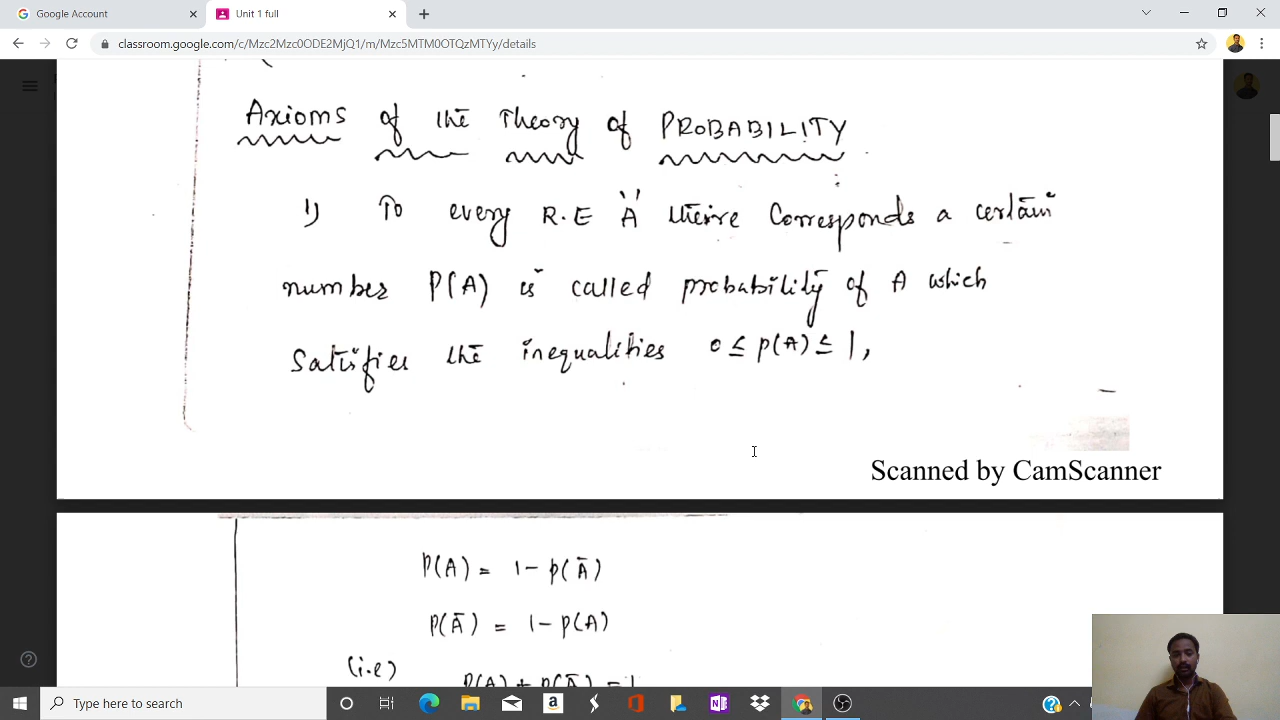 Google Account
Unit 1 full
classroom.google.com/c/Mzc2Mzc0ODE2MjQ1/m/Mzc5MTM0OTQzMTYy/details
Axioms of the Theory of PROBABILITY
1) To every R.E "A" there corresponds a certain
number P(A) is called probability of A which
Satisfies the inequalities 0 ≤ p(A) ≤ 1,
Scanned by CamScanner
P(A) = 1 - p(Ā)
P(Ā) = 1 - p(A)
(i.e) P(A) + p(Ā) = 1
Type here to search